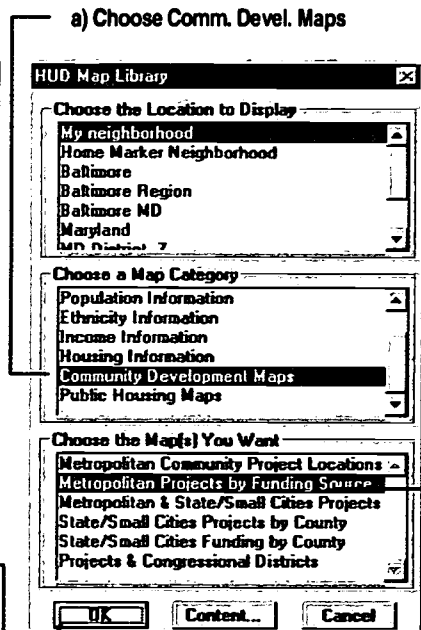 a) Choose Comm. Devel. Maps
HUD Map Library
Choose the Location to Display
My neighborhood
Home Marker Neighborhood
Baltimore
Baltimore Region
Baltimore MD
Maryland
MD District 7
Choose a Map Category
Population Information
Ethnicity Information
Income Information
Housing Information
Community Development Maps
Public Housing Maps
Choose the Map(s) You Want
Metropolitan Community Project Locations
Metropolitan Projects by Funding Source
Metropolitan & State/Small Cities Projects
State/Small Cities Projects by County
State/Small Cities Funding by County
Projects & Congressional Districts
OK Content... Cancel